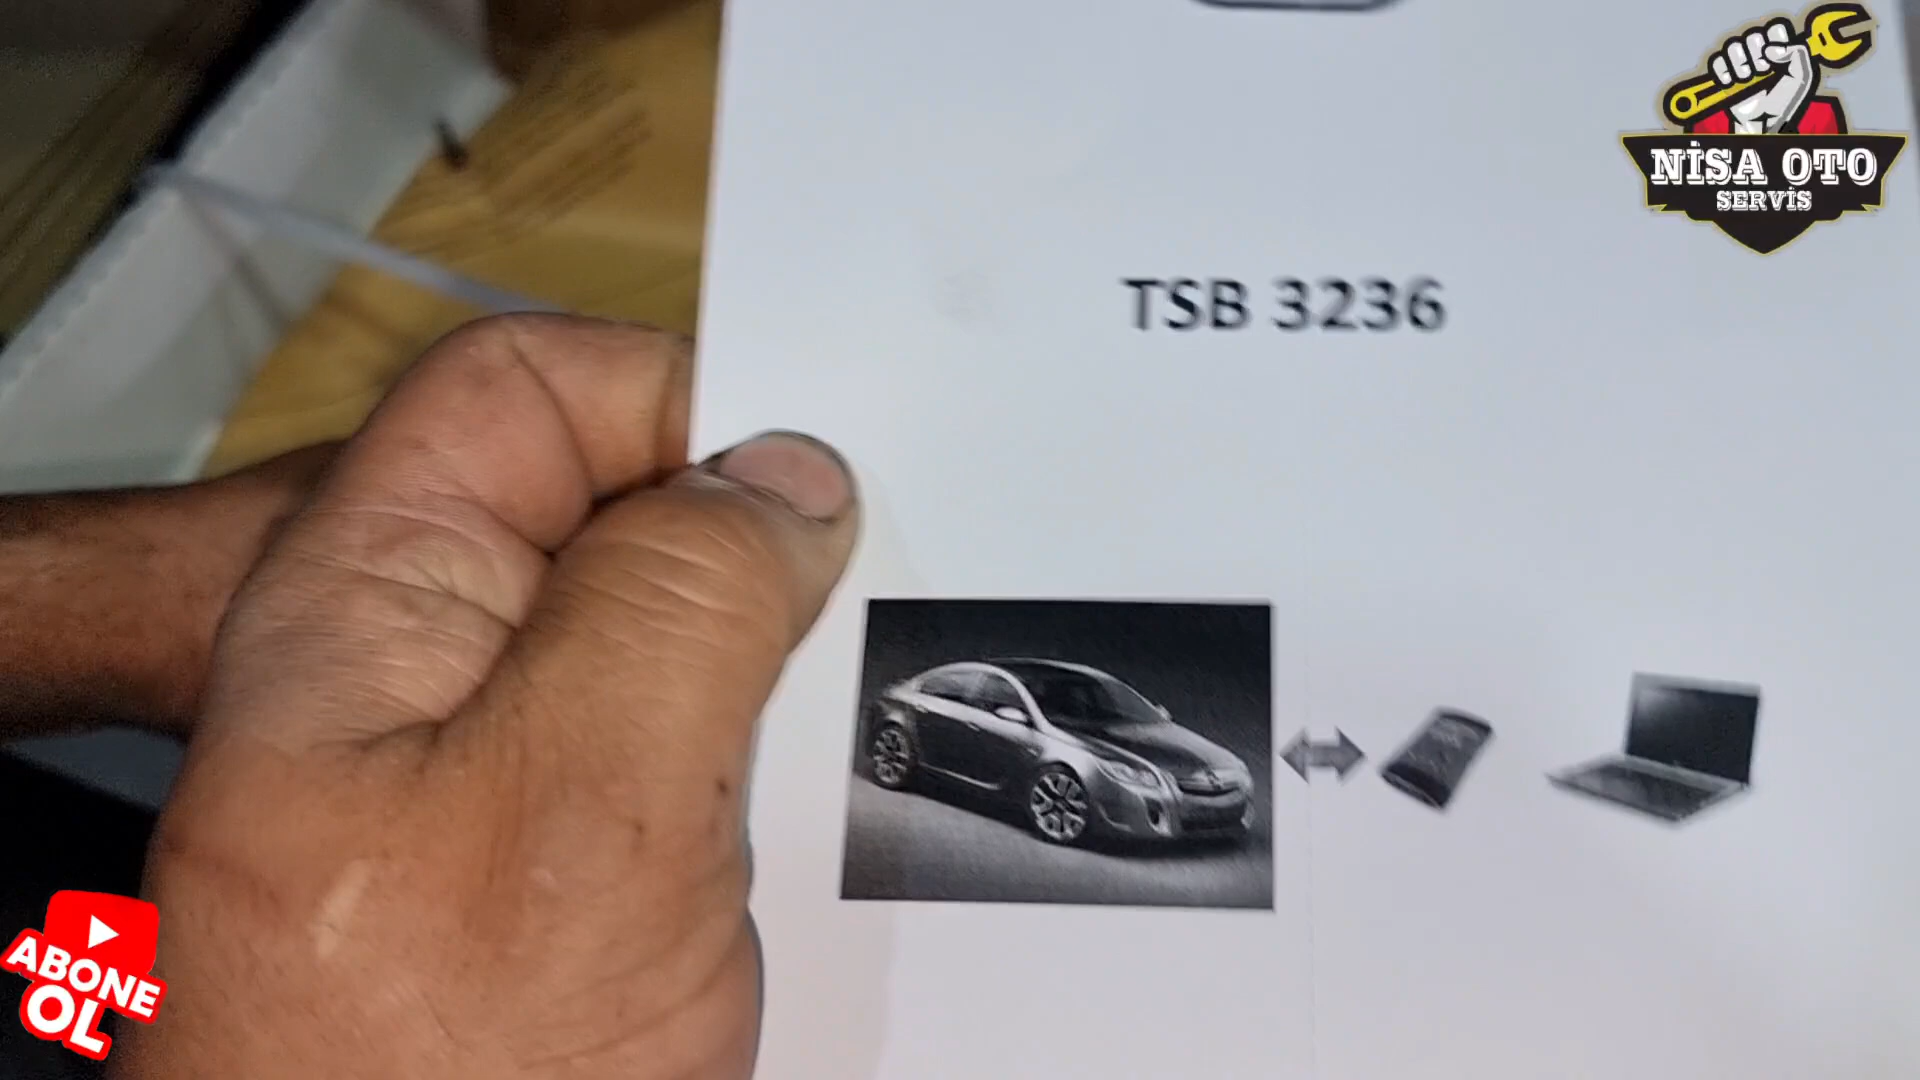 NİSA OTO
SERVİS
TSB 3236
ABONE
OL